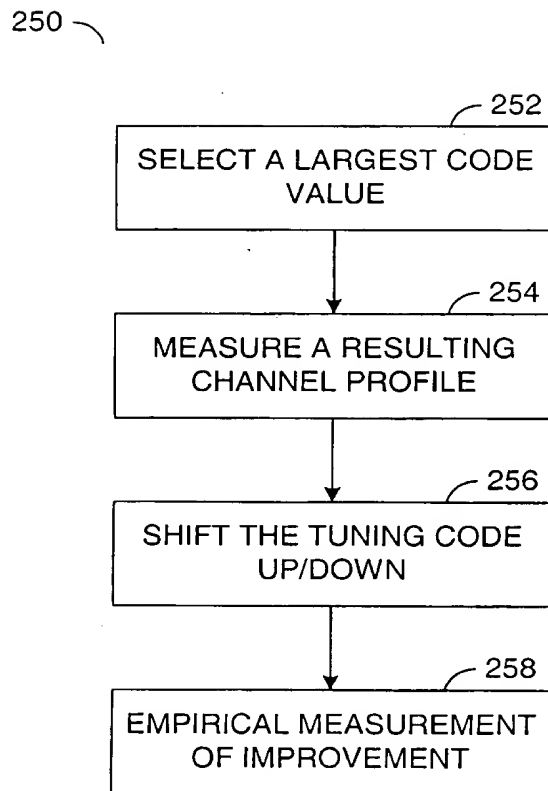 250
252
SELECT A LARGEST CODE
VALUE
254
MEASURE A RESULTING
CHANNEL PROFILE
256
SHIFT THE TUNING CODE
UP/DOWN
258
EMPIRICAL MEASUREMENT
OF IMPROVEMENT